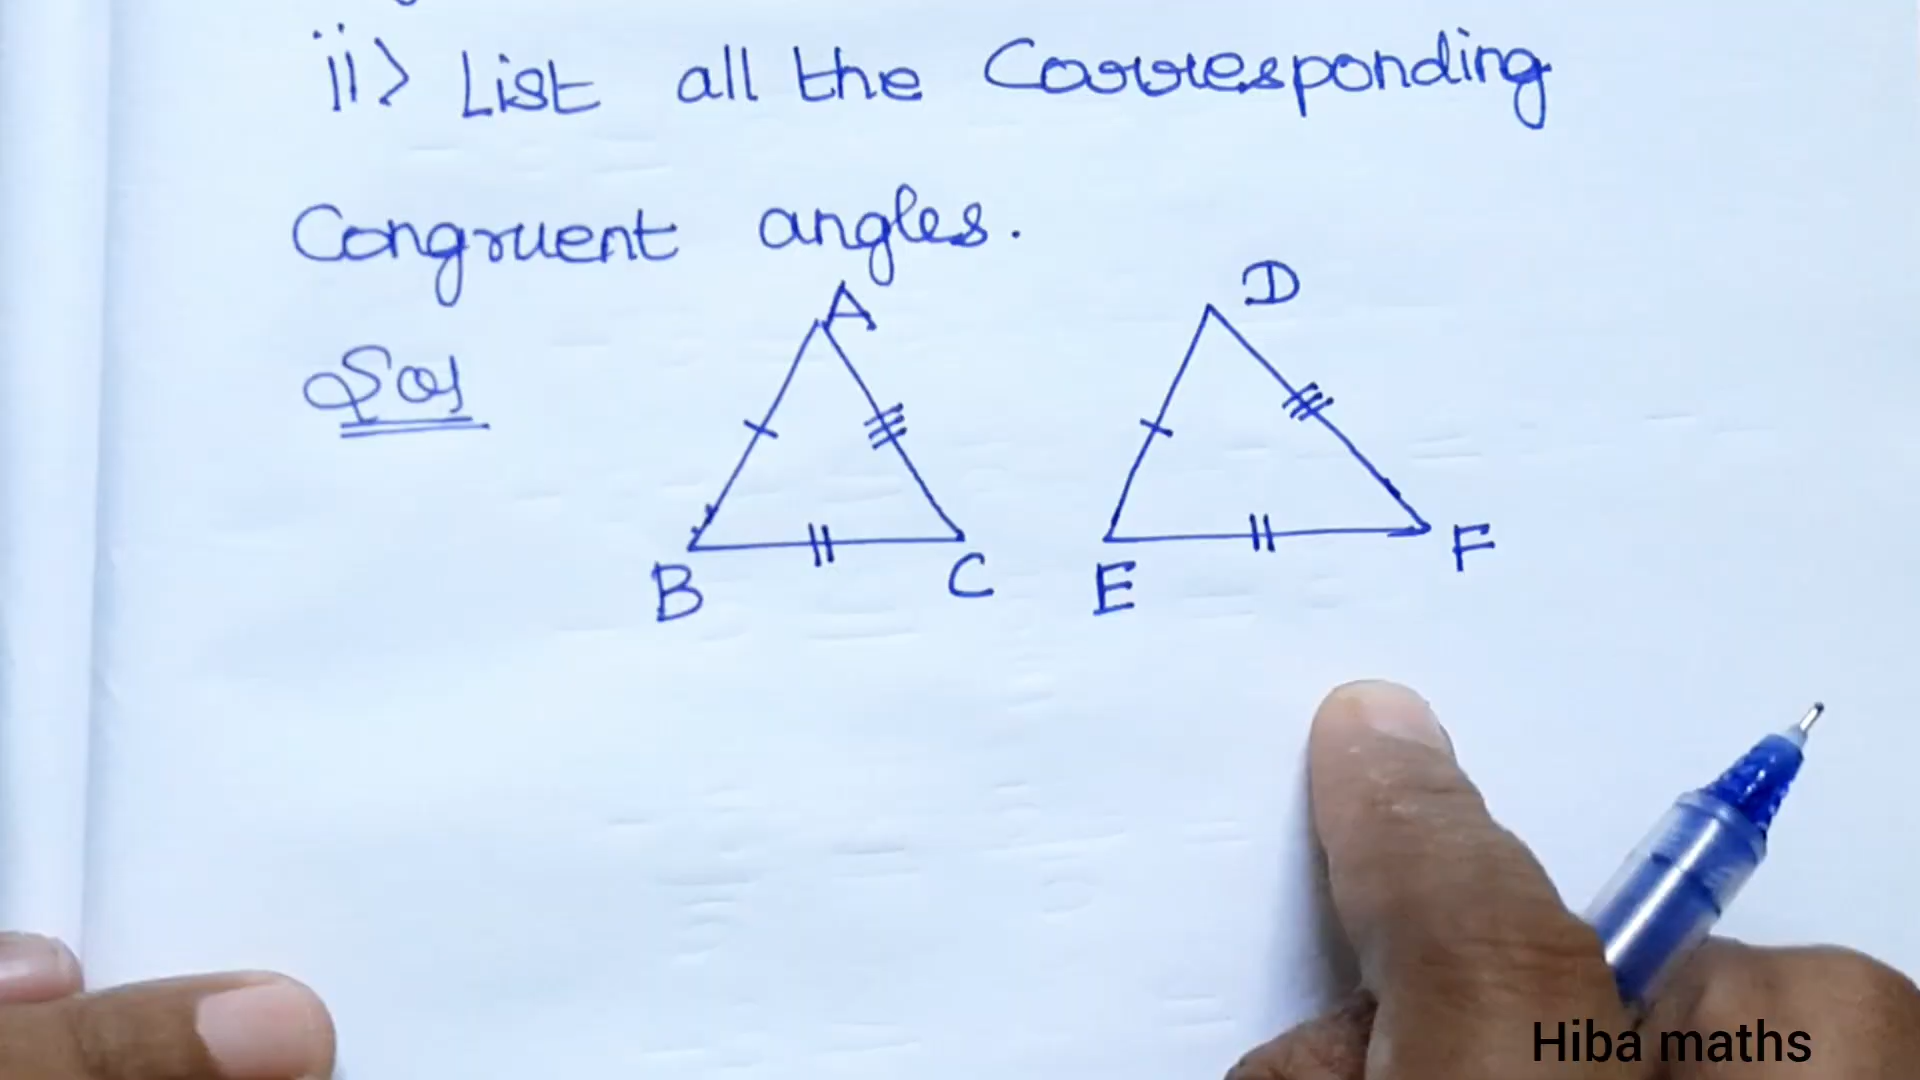 ii> List all the Corresponding
Congruent angles.
Sol
A
D
B
C
E
F
Hiba maths